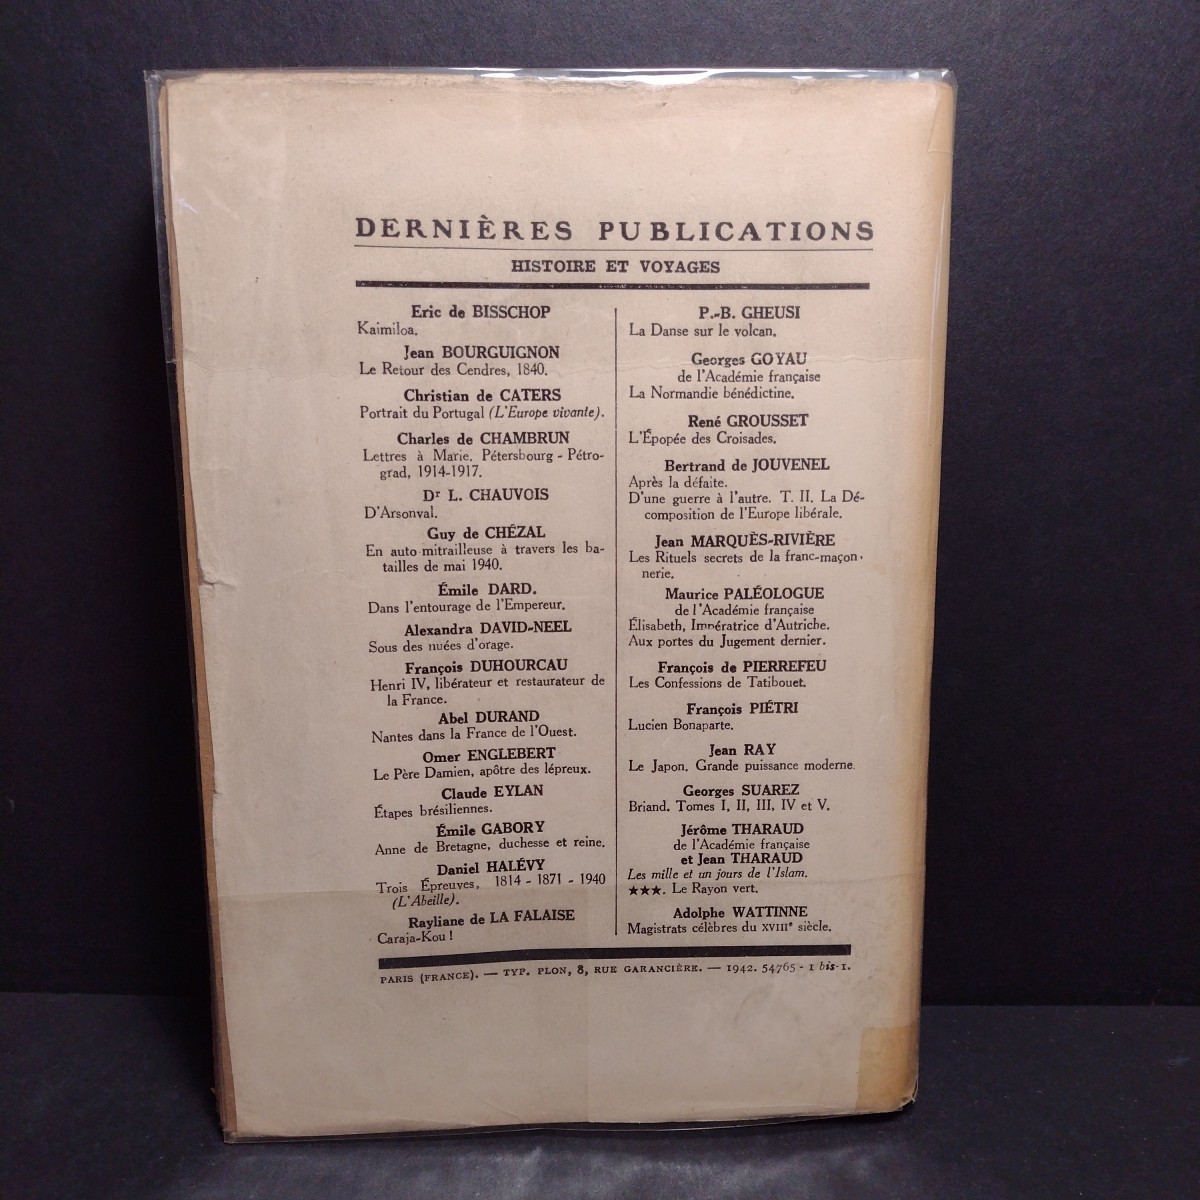 DERNIÈRES PUBLICATIONS
HISTOIRE ET VOYAGES
Eric de BISSCHOP
Kaimiloa.
Jean BOURGUIGNON
Le Retour des Cendres, 1840.
Christian de CATERS
Portrait du Portugal (L'Europe vivante).
Charles de CHAMBRUN
Lettres à Marie. Pétersbourg - Pétro-
grad, 1914-1917.
Dr L. CHAUVOIS
D'Arsonval.
Guy de CHÉZAL
En auto-mitrailleuse à travers les ba-
tailles de mai 1940.
Émile DARD.
Dans l'entourage de l'Empereur.
Alexandra DAVID-NEEL
Sous des nuées d'orage.
François DUHOURCAU
Henri IV, libérateur et restaurateur de
la France.
Abel DURAND
Nantes dans la France de l'Ouest.
Omer ENGLEBERT
Le Père Damien, apôtre des lépreux.
Claude EYLAN
Étapes brésiliennes.
Émile GABORY
Anne de Bretagne, duchesse et reine.
Daniel HALÉVY
Trois Épreuves, 1814 - 1871 - 1940
(L'Abeille).
Rayliane de LA FALAISE
Caraja-Kou !
P.-B. GHEUSI
La Danse sur le volcan.
Georges GOYAU
de l'Académie française
La Normandie bénédictine.
René GROUSSET
L'Épopée des Croisades.
Bertrand de JOUVENEL
Après la défaite.
D'une guerre à l'autre. T. II. La Dé-
composition de l'Europe libérale.
Jean MARQUÈS-RIVIÈRE
Les Rituels secrets de la franc-maçon-
nerie.
Maurice PALÉOLOGUE
de l'Académie française
Élisabeth, Impératrice d'Autriche.
Aux portes du Jugement dernier.
François de PIERREFEU
Les Confessions de Tatibouet.
François PIÉTRI
Lucien Bonaparte.
Jean RAY
Le Japon. Grande puissance moderne.
Georges SUAREZ
Briand. Tomes I, II, III, IV et V.
Jérôme THARAUD
de l'Académie française
et Jean THARAUD
Les mille et un jours de l'Islam.
★★★. Le Rayon vert.
Adolphe WATTINNE
Magistrats célèbres du XVIIIe siècle.
PARIS (FRANCE). — TYP. PLON, 8, RUE GARANCIÈRE. — 1942. 54765 - I bis-I.